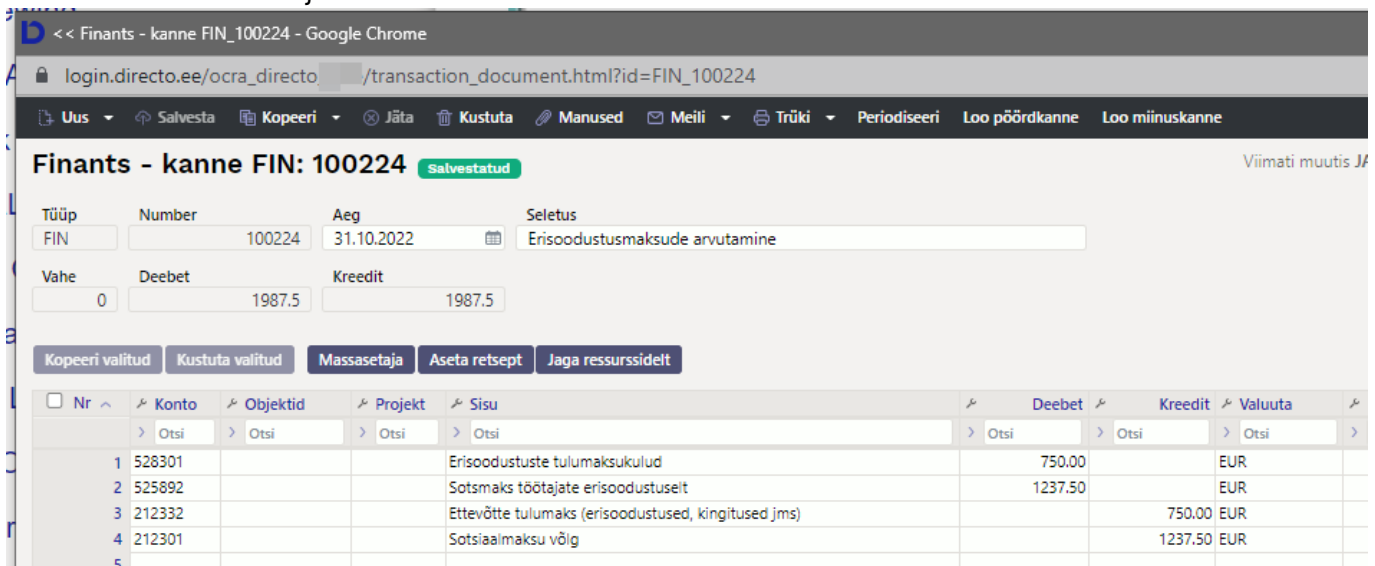 << Finants - kanne FIN_100224 - Google Chrome
login.directo.ee/ocra_directo /transaction_document.html?id=FIN_100224
Uus Salvesta Kopeeri Jäta Kustuta Manused Meili Trüki Periodiseeri Loo pöördkanne Loo miinuskanne
Finants - kanne FIN: 100224 Salvestatud Viimati muutis
Tüüp Number Aeg Seletus
FIN 100224 31.10.2022 Erisoodustusmaksude arvutamine
Vahe Deebet Kreedit
0 1987.5 1987.5
Kopeeri valitud Kustuta valitud Massasetaja Aseta retsept Jaga ressurssidelt
Nr Konto Objektid Projekt Sisu Deebet Kreedit Valuuta
> Otsi > Otsi > Otsi > Otsi > Otsi > Otsi > Otsi >
1 528301 Erisoodustuste tulumaksukulud 750.00 EUR
2 525892 Sotsmaks töötajate erisoodustuselt 1237.50 EUR
3 212332 Ettevõtte tulumaks (erisoodustused, kingitused jms) 750.00 EUR
4 212301 Sotsiaalmaksu võlg 1237.50 EUR
5